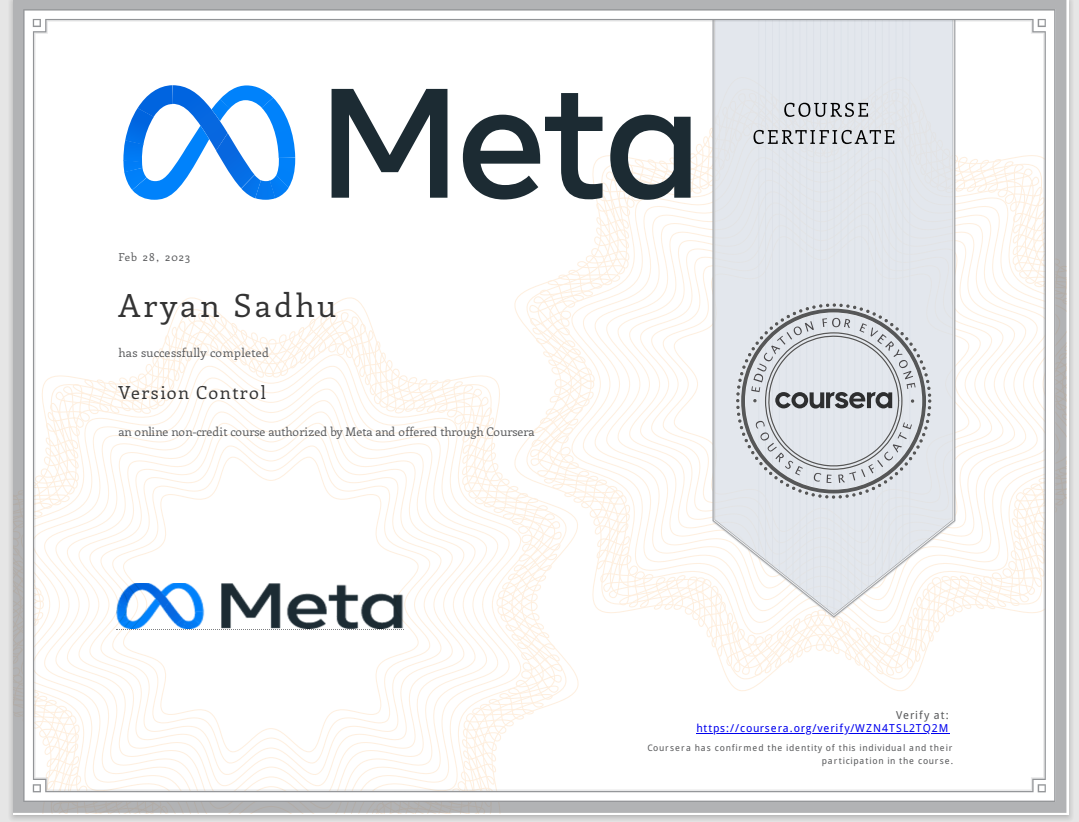 Meta
COURSE
CERTIFICATE
Feb 28, 2023
Aryan Sadhu
has successfully completed
Version Control
an online non-credit course authorized by Meta and offered through Coursera
EDUCATION FOR EVERYONE
coursera
COURSE CERTIFICATE
Meta
Verify at:
https://coursera.org/verify/WZN4TSL2TQ2M
Coursera has confirmed the identity of this individual and their
participation in the course.